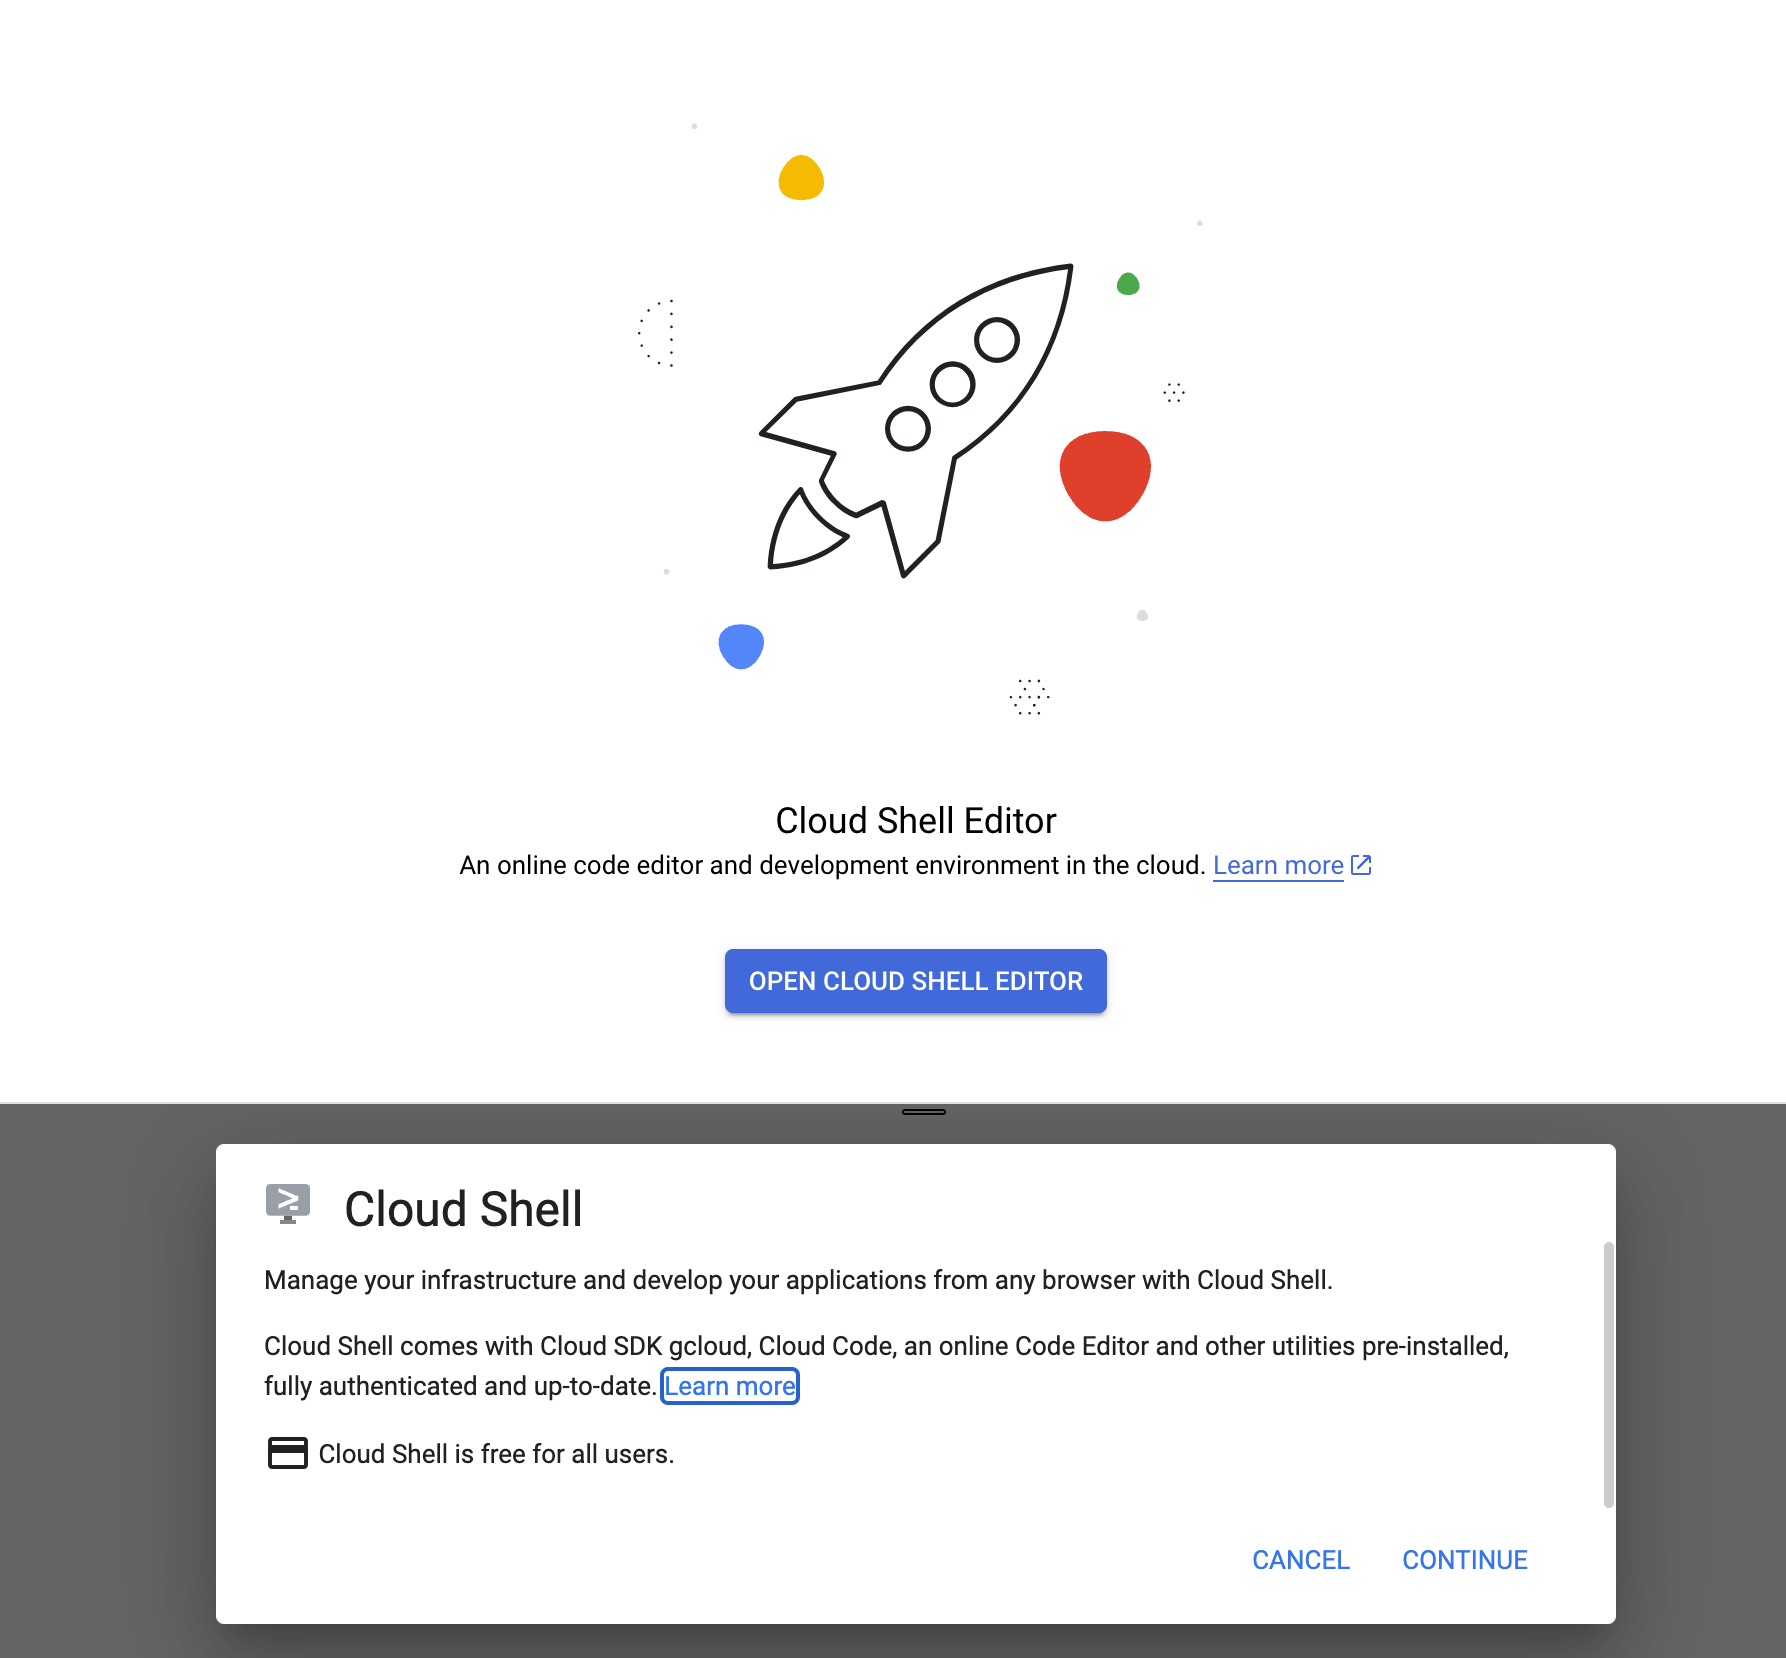 Cloud Shell Editor
An online code editor and development environment in the cloud. Learn more
OPEN CLOUD SHELL EDITOR
Cloud Shell
Manage your infrastructure and develop your applications from any browser with Cloud Shell.
Cloud Shell comes with Cloud SDK gcloud, Cloud Code, an online Code Editor and other utilities pre-installed,
fully authenticated and up-to-date. Learn more
Cloud Shell is free for all users.
CANCEL CONTINUE